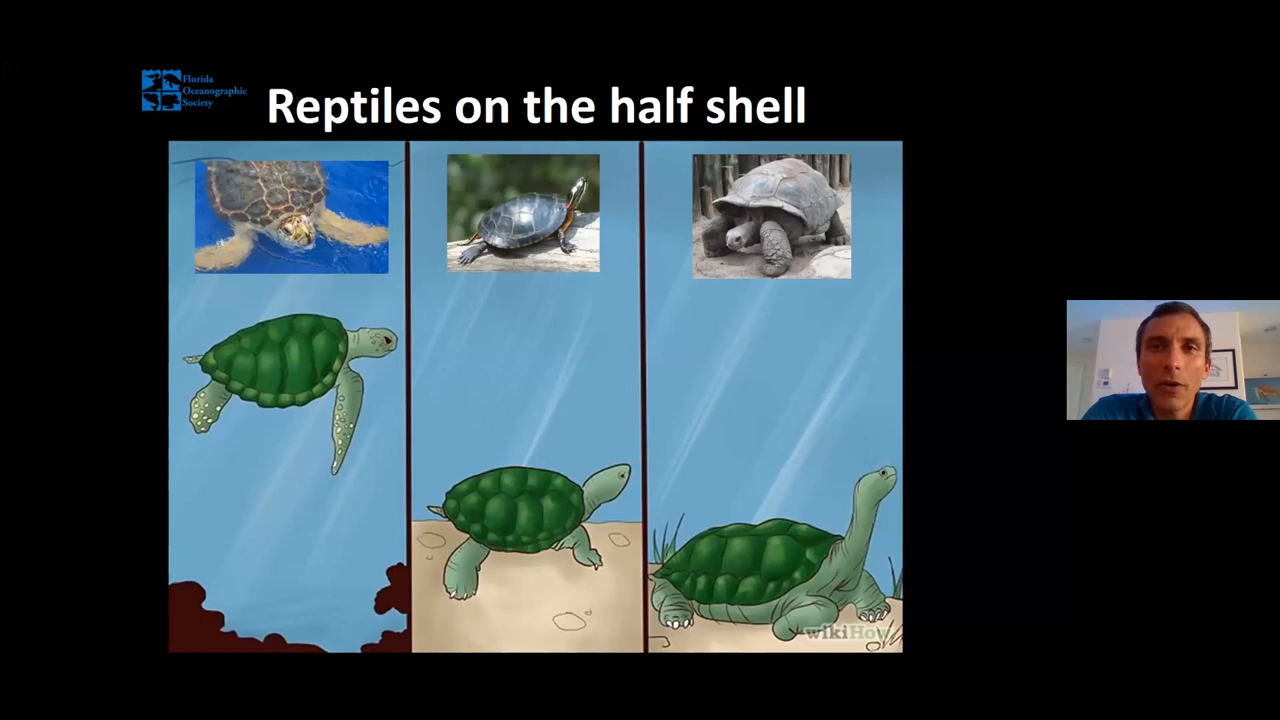 Florida
Oceanographic
Society
Reptiles on the half shell
wikiHow